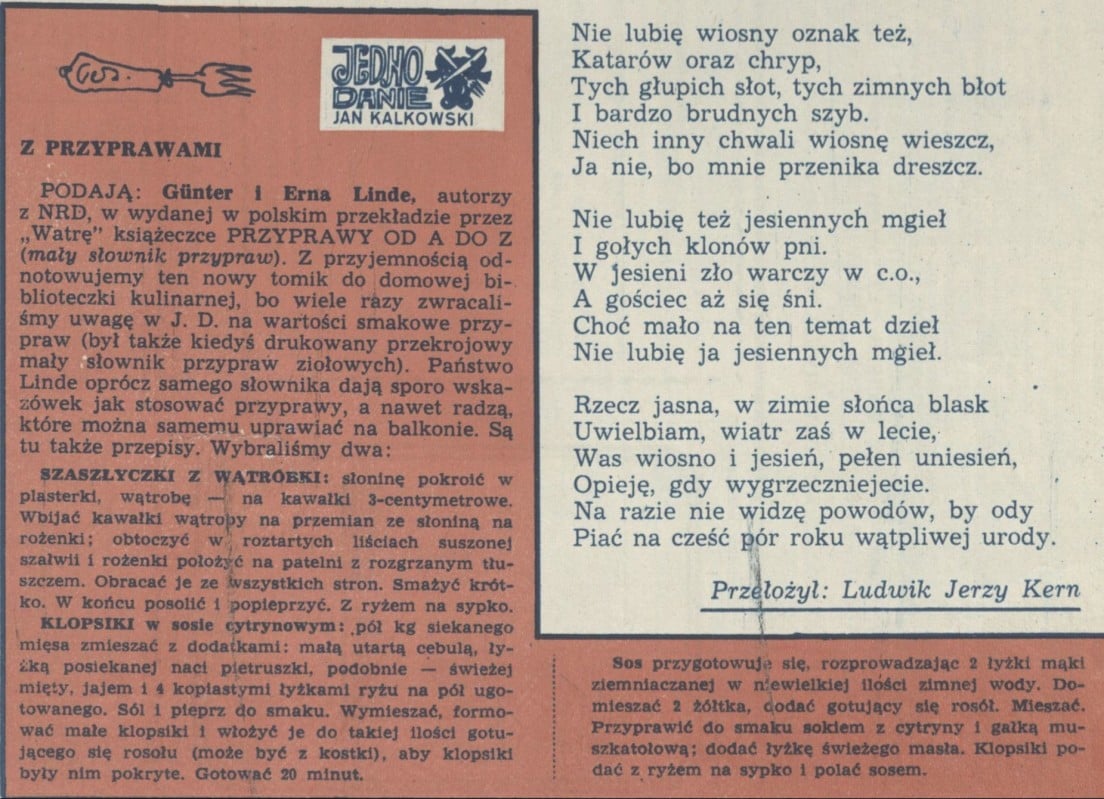 JEDNO
DANIE
JAN KALKOWSKI
Z PRZYPRAWAMI
PODAJĄ: Günter i Erna Linde, autorzy
z NRD, w wydanej w polskim przekładzie przez
„Watrę” książeczce PRZYPRAWY OD A DO Z
(mały słownik przypraw). Z przyjemnością od-
notowujemy ten nowy tomik do domowej bi-
blioteczki kulinarnej, bo wiele razy zwracali-
śmy uwagę w J. D. na wartości smakowe przy-
praw (był także kiedyś drukowany przekrojowy
mały słownik przypraw ziołowych). Państwo
Linde oprócz samego słownika dają sporo wska-
zówek jak stosować przyprawy, a nawet radzą,
które można samemu uprawiać na balkonie. Są
tu także przepisy. Wybraliśmy dwa:
SZASZŁYCZKI Z WĄTRÓBKI: słoninę pokroić w
plasterki, wątrobę — na kawałki 3-centymetrowe.
Wbijać kawałki wątroby na przemian ze słoniną na
rożenki; obtoczyć w roztartych liściach suszonej
szałwii i rożenki położyć na patelni z rozgrzanym tłu-
szczem. Obracać je ze wszystkich stron. Smażyć krót-
ko. W końcu posolić i popieprzyć. Z ryżem na sypko.
KLOPSIKI w sosie cytrynowym: pół kg siekanego
mięsa zmieszać z dodatkami: małą utartą cebulą, ły-
żką posiekanej naci pietruszki, podobnie — świeżej
mięty, jajem i 4 kopiastymi łyżkami ryżu na pół ugo-
towanego. Sól i pieprz do smaku. Wymieszać, formo-
wać małe klopsiki i włożyć je do takiej ilości gotu-
jącego się rosołu (może być z kostki), aby klopsiki
były nim pokryte. Gotować 20 minut.
Sos przygotowuje się, rozprowadzając 2 łyżki mąki
ziemniaczanej w niewielkiej ilości zimnej wody. Do-
mieszać 2 żółtka, dodać gotujący się rosół. Mieszać.
Przyprawić do smaku sokiem z cytryny i gałką mu-
szkatołową; dodać łyżkę świeżego masła. Klopsiki po-
dać z ryżem na sypko i polać sosem.
Nie lubię wiosny oznak też,
Katarów oraz chryp,
Tych głupich słot, tych zimnych błot
I bardzo brudnych szyb.
Niech inny chwali wiosnę wieszcz,
Ja nie, bo mnie przenika dreszcz.
Nie lubię też jesiennych mgieł
I gołych klonów pni.
W jesieni zło warczy w c.o.,
A gościec aż się śni.
Choć mało na ten temat dzieł
Nie lubię ja jesiennych mgieł.
Rzecz jasna, w zimie słońca blask
Uwielbiam, wiatr zaś w lecie,
Was wiosno i jesień, pełen uniesień,
Opieję, gdy wygrzeczniejecie.
Na razie nie widzę powodów, by ody
Piać na cześć pór roku wątpliwej urody.
Przełożył: Ludwik Jerzy Kern